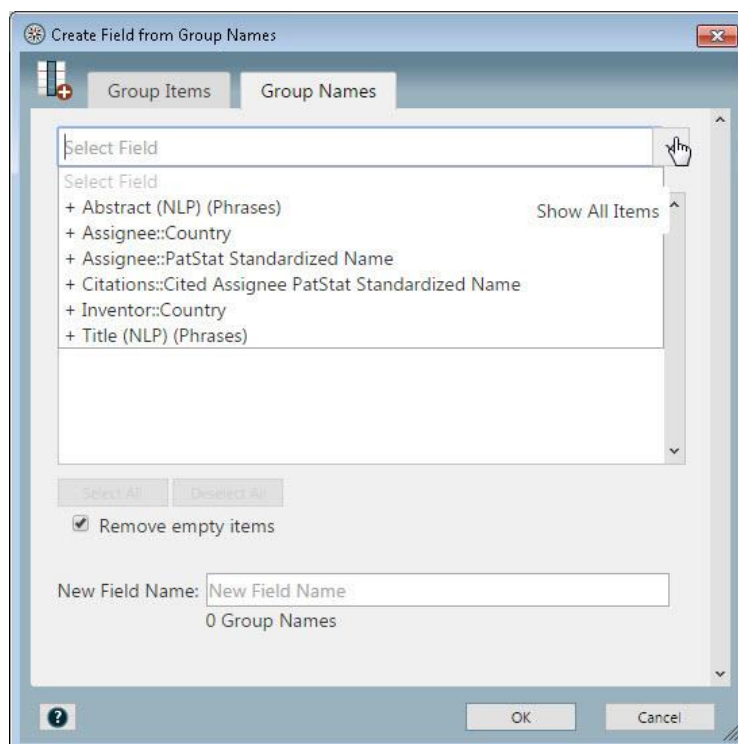 Create Field from Group Names
Group Items
Group Names
Select Field
Select Field
+ Abstract (NLP) (Phrases)
Show All Items
+ Assignee::Country
+ Assignee::PatStat Standardized Name
+ Citations::Cited Assignee PatStat Standardized Name
+ Inventor::Country
+ Title (NLP) (Phrases)
Select All
Deselect All
Remove empty items
New Field Name: New Field Name
0 Group Names
?
OK
Cancel